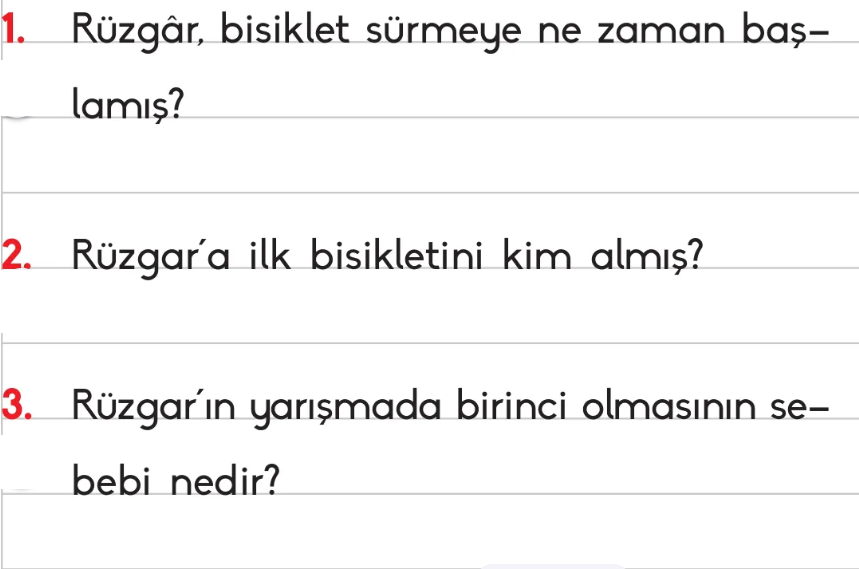 1. Rüzgâr, bisiklet sürmeye ne zaman baş-
lamış?
2. Rüzgar'a ilk bisikletini kim almış?
3. Rüzgar'ın yarışmada birinci olmasının se-
bebi nedir?